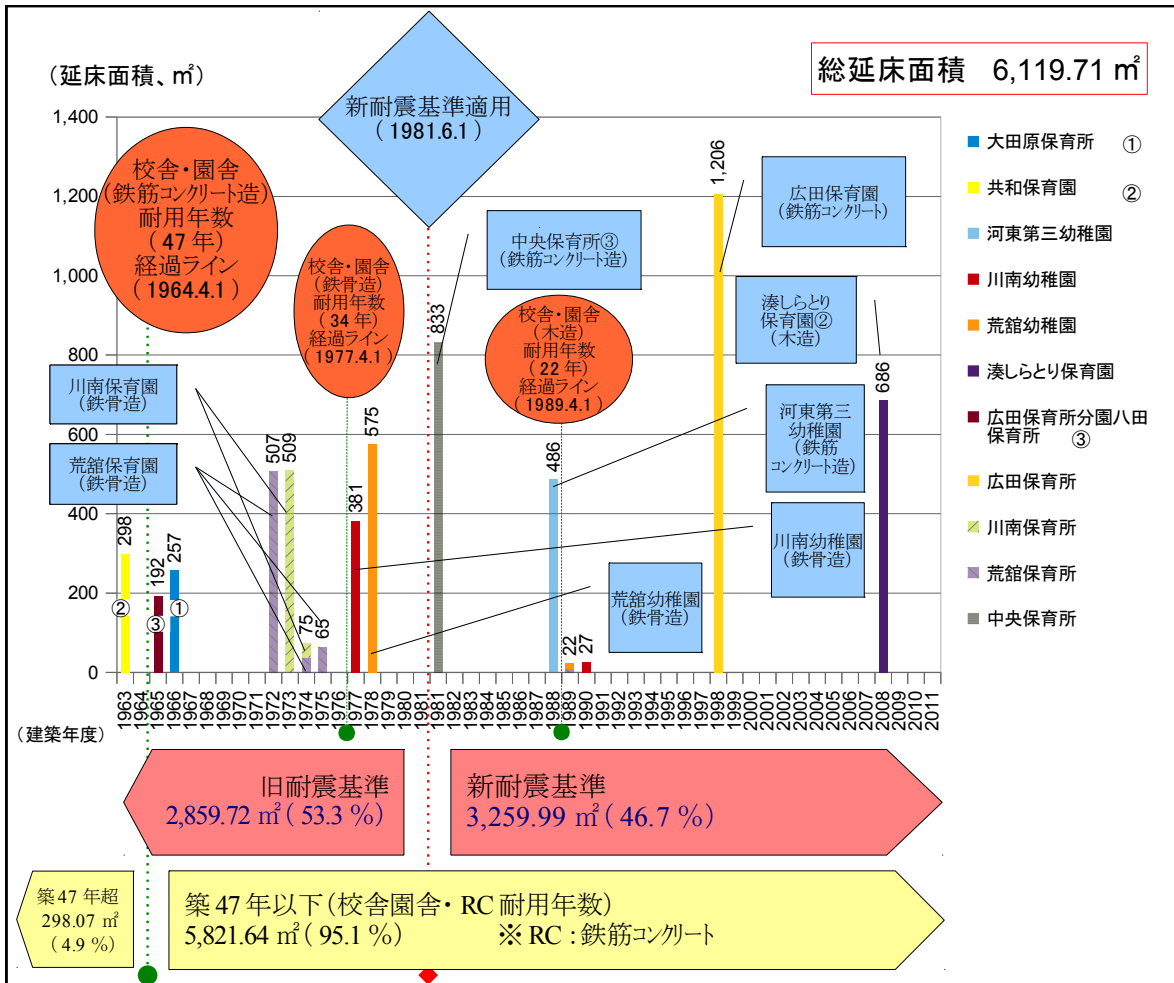 総延床面積 6,119.71 ㎡
(延床面積、㎡)
1,400
1,200
1,000
800
600
400
200
0
新耐震基準適用
( 1981.6.1 )
校舎・園舎
(鉄筋コンクリート造)
耐用年数
( 47 年)
経過ライン
( 1964.4.1 )
校舎・園舎
(鉄骨造)
耐用年数
( 34 年)
経過ライン
( 1977.4.1 )
中央保育所③
(鉄筋コンクリート造)
校舎・園舎
(木造)
耐用年数
( 22 年)
経過ライン
( 1989.4.1 )
広田保育園
(鉄筋コンクリート)
湊しらとり
保育園②
(木造)
河東第三
幼稚園
(鉄筋
コンクリート造)
川南幼稚園
(鉄骨造)
荒舘幼稚園
(鉄骨造)
川南保育園
(鉄骨造)
荒舘保育園
(鉄骨造)
298
192
257
507
509
75
65
381
575
833
486
22
27
1,206
686
②
③
①
1963
1964
1965
1966
1967
1968
1969
1970
1971
1972
1973
1974
1975
1976
1977
1978
1979
1980
1981
1981
1982
1983
1984
1985
1986
1987
1988
1989
1990
1991
1992
1993
1994
1995
1996
1997
1998
1999
2000
2001
2002
2003
2004
2005
2006
2007
2008
2009
2010
2011
(建築年度)
大田原保育所 ①
共和保育園 ②
河東第三幼稚園
川南幼稚園
荒舘幼稚園
湊しらとり保育園
広田保育所分園八田
保育所 ③
広田保育所
川南保育所
荒舘保育所
中央保育所
旧耐震基準
2,859.72 ㎡ ( 53.3 % )
新耐震基準
3,259.99 ㎡ ( 46.7 % )
築 47 年超
298.07 ㎡
( 4.9 % )
築 47 年以下 (校舎園舎・ RC 耐用年数)
5,821.64 ㎡ ( 95.1 % ) ※ RC : 鉄筋コンクリート